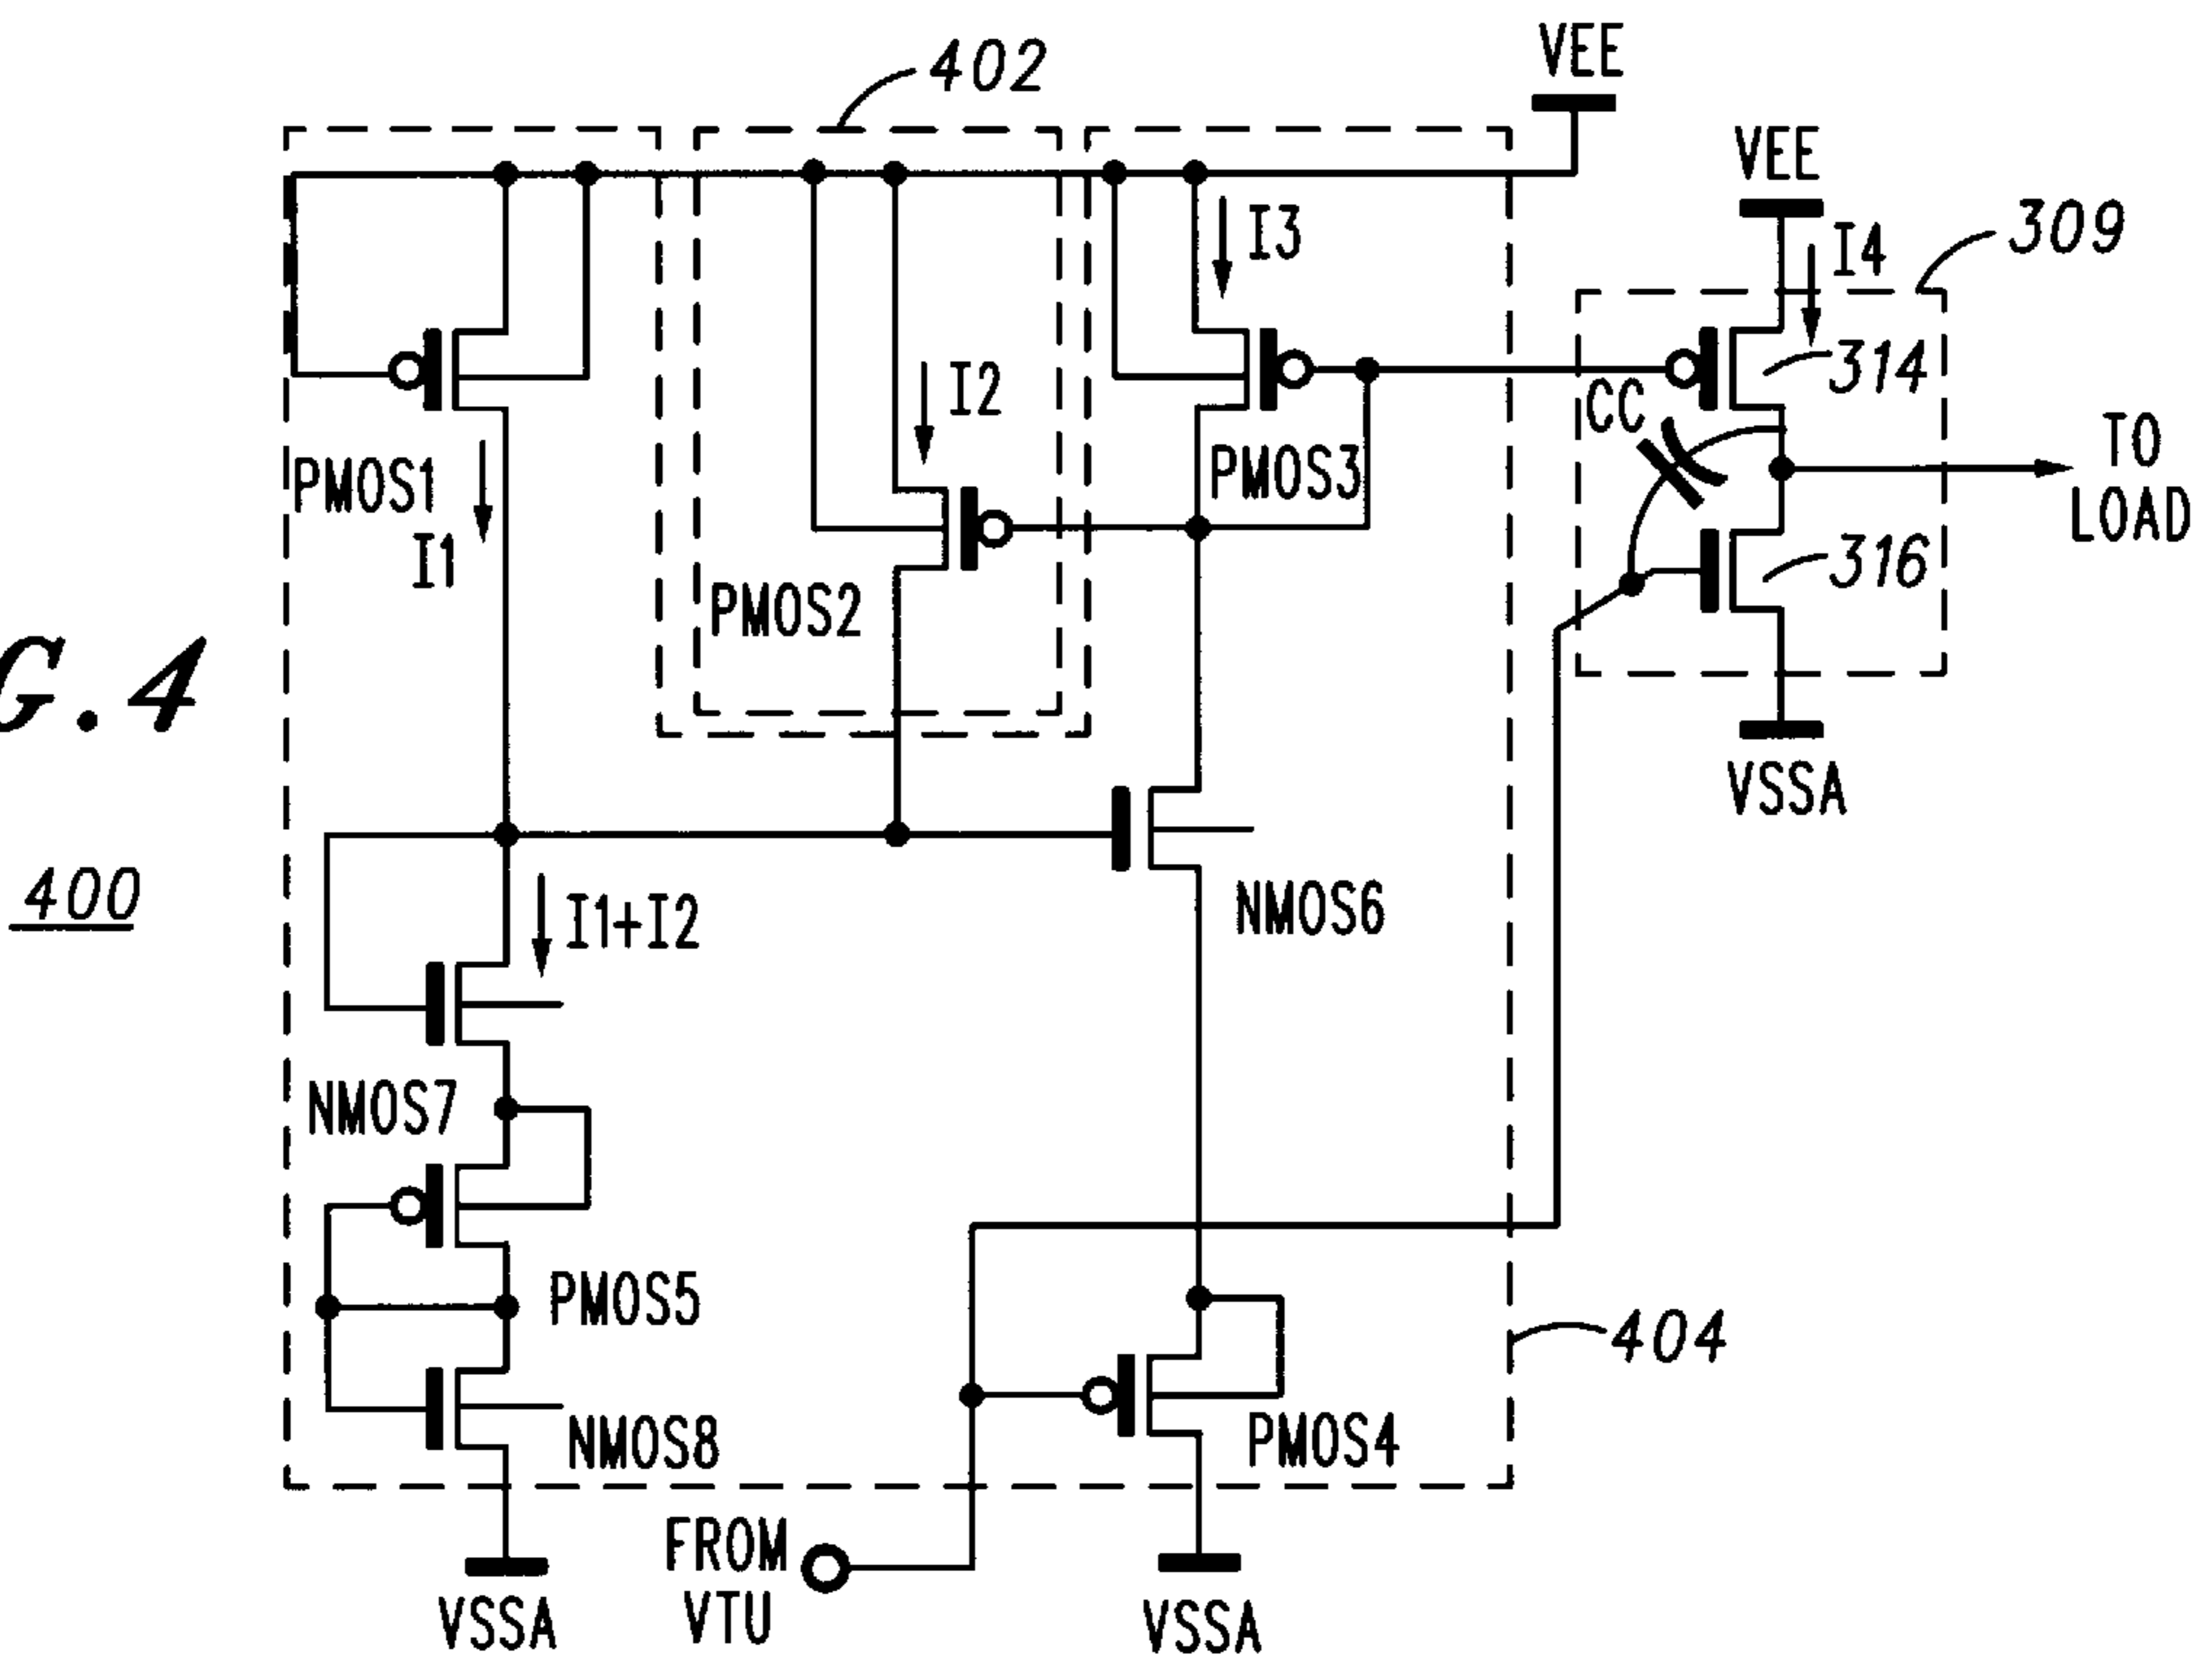 402
VEE
VEE
309
I3
I4
I2
314
CC
TO
LOAD
PMOS1
PMOS3
I1
316
PMOS2
G.4
VSSA
400
I1+I2
NMOS6
NMOS7
PMOS5
404
NMOS8
PMOS4
FROM
VTU
VSSA
VSSA